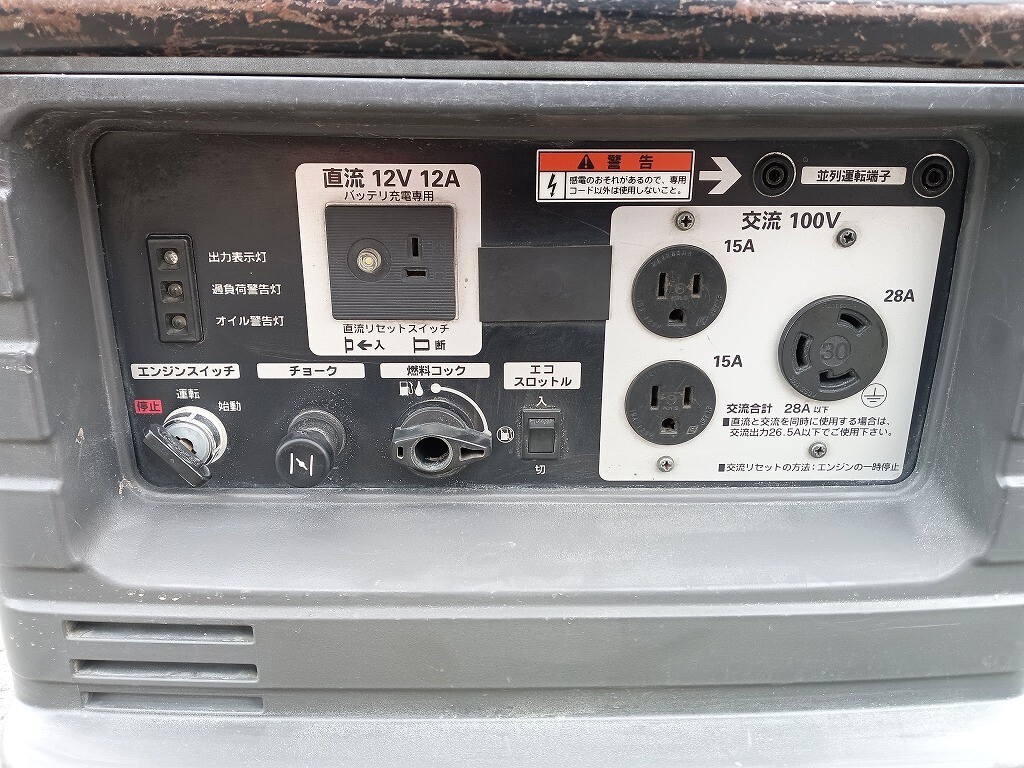 直流 12V 12A
バッテリ充電専用
直流リセットスイッチ
入 断
警告
感電のおそれがあるので、専用
コード以外は使用しないこと。
並列運転端子
交流 100V
15A
28A
15A
30
交流合計 28A以下
■直流と交流を同時に使用する場合は、
交流出力26.5A以下でご使用下さい。
■交流リセットの方法：エンジンの一時停止
出力表示灯
過負荷警告灯
オイル警告灯
エンジンスイッチ
運転
停止
始動
チョーク
燃料コック
エコ
スロットル
入
切